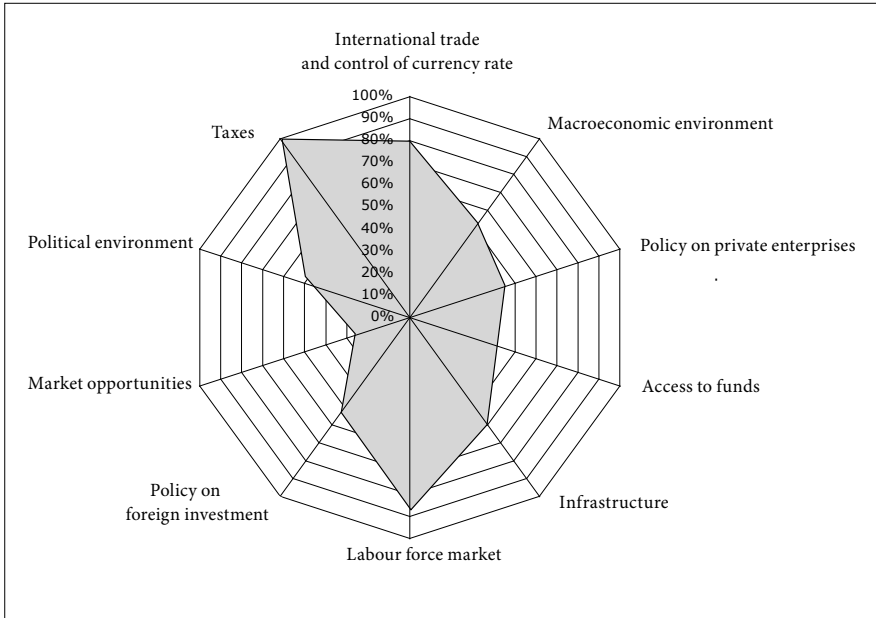 International trade
and control of currency rate
100%
90%
80%
70%
60%
50%
40%
30%
20%
10%
0%
Macroeconomic environment
Policy on private enterprises
Access to funds
Infrastructure
Labour force market
Policy on
foreign investment
Market opportunities
Political environment
Taxes